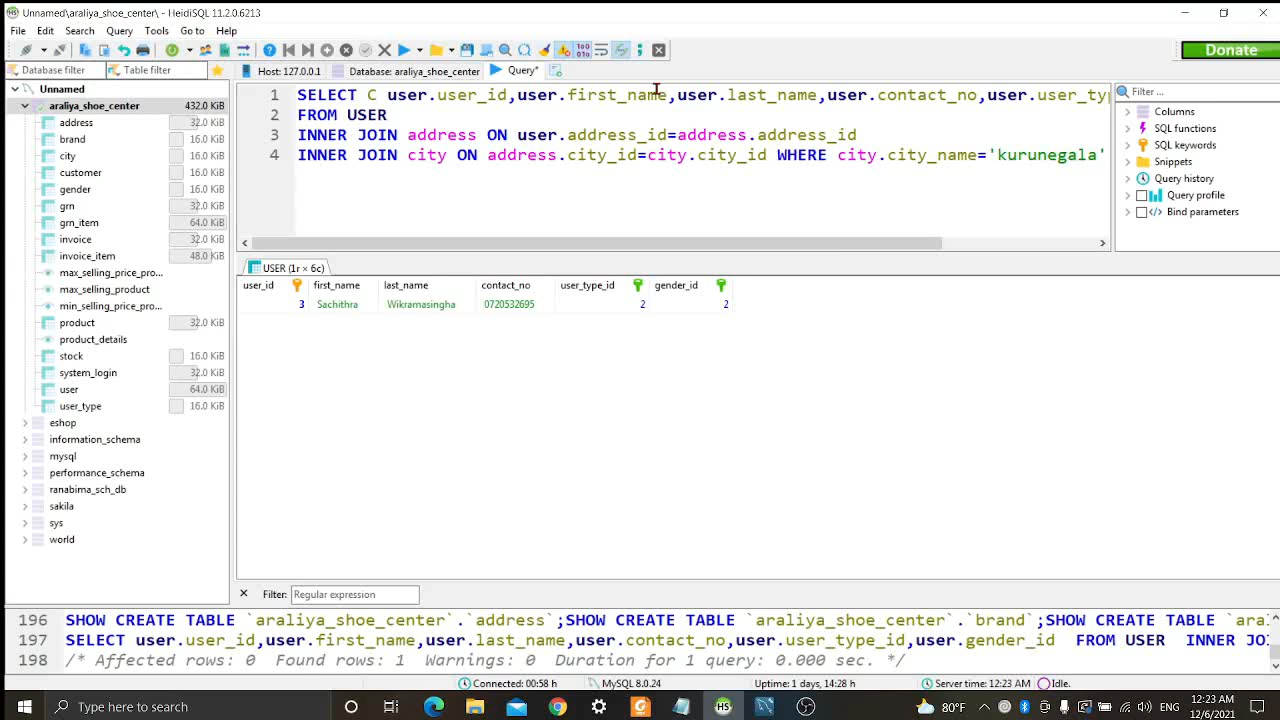 Unnamed\araliya_shoe_center\ - HeidiSQL 11.2.0.6213
File Edit Search Query Tools Go to Help
Donate
Database filter Table filter Host: 127.0.0.1 Database: araliya_shoe_center Query*
Unnamed
araliya_shoe_center 432.0 KiB
address 32.0 KiB
brand 16.0 KiB
city 16.0 KiB
customer 16.0 KiB
gender 16.0 KiB
grn 32.0 KiB
grn_item 64.0 KiB
invoice 32.0 KiB
invoice_item 48.0 KiB
max_selling_price_pro...
max_selling_product
min_selling_price_pro...
product 32.0 KiB
product_details
stock 16.0 KiB
system_login 32.0 KiB
user 64.0 KiB
user_type 16.0 KiB
eshop
information_schema
mysql
performance_schema
ranabima_sch_db
sakila
sys
world
1 SELECT C user.user_id,user.first_name,user.last_name,user.contact_no,user.user_typ
2 FROM USER
3 INNER JOIN address ON user.address_id=address.address_id
4 INNER JOIN city ON address.city_id=city.city_id WHERE city.city_name='kurunegala'
Filter ...
Columns
SQL functions
SQL keywords
Snippets
Query history
Query profile
Bind parameters
USER (1r × 6c)
user_id first_name last_name contact_no user_type_id gender_id
3 Sachithra Wikramasingha 0720532695 2 2
Filter: Regular expression
196 SHOW CREATE TABLE `araliya_shoe_center`.`address`;SHOW CREATE TABLE `araliya_shoe_center`.`brand`;SHOW CREATE TABLE `aral
197 SELECT user.user_id,user.first_name,user.last_name,user.contact_no,user.user_type_id,user.gender_id FROM USER INNER JOI
198 /* Affected rows: 0 Found rows: 1 Warnings: 0 Duration for 1 query: 0.000 sec. */
Connected: 00:58 h MySQL 8.0.24 Uptime: 1 days, 14:28 h Server time: 12:23 AM Idle.
Type here to search
80°F
12:23 AM
12/6/2021